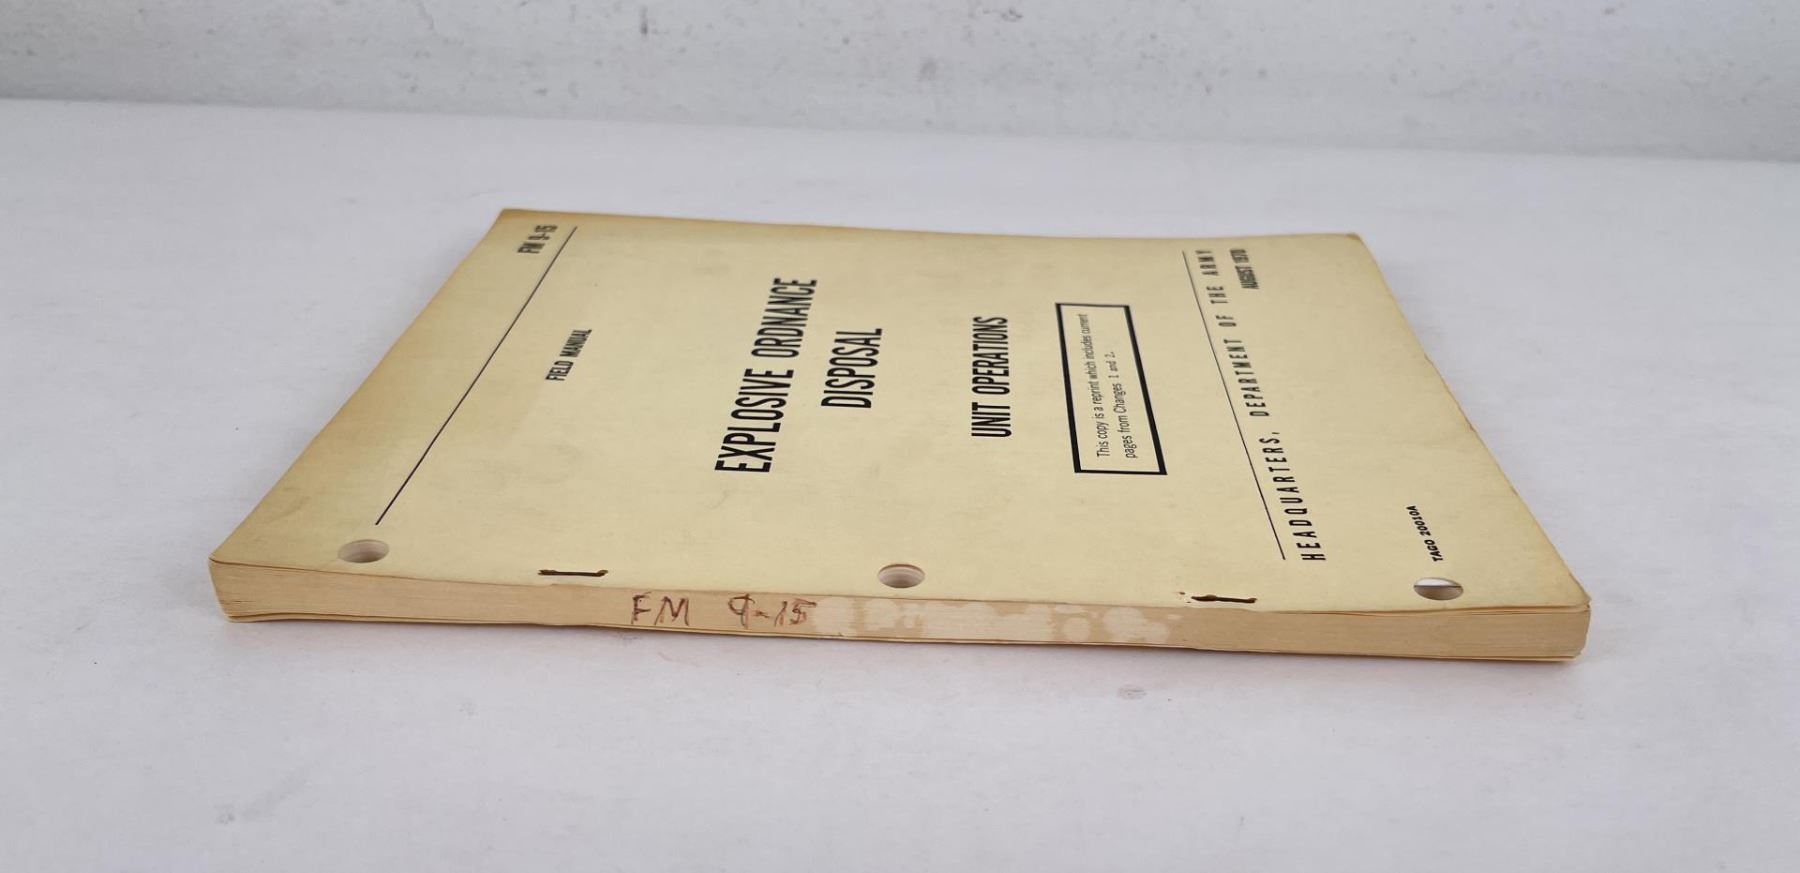 FM 9-15
FIELD MANUAL
EXPLOSIVE ORDNANCE
DISPOSAL
UNIT OPERATIONS
This copy is a reprint which includes current
pages from Changes 1 and 2.
HEADQUARTERS, DEPARTMENT OF THE ARMY
AUGUST 1970
TAGO 20010A
FM 9-15